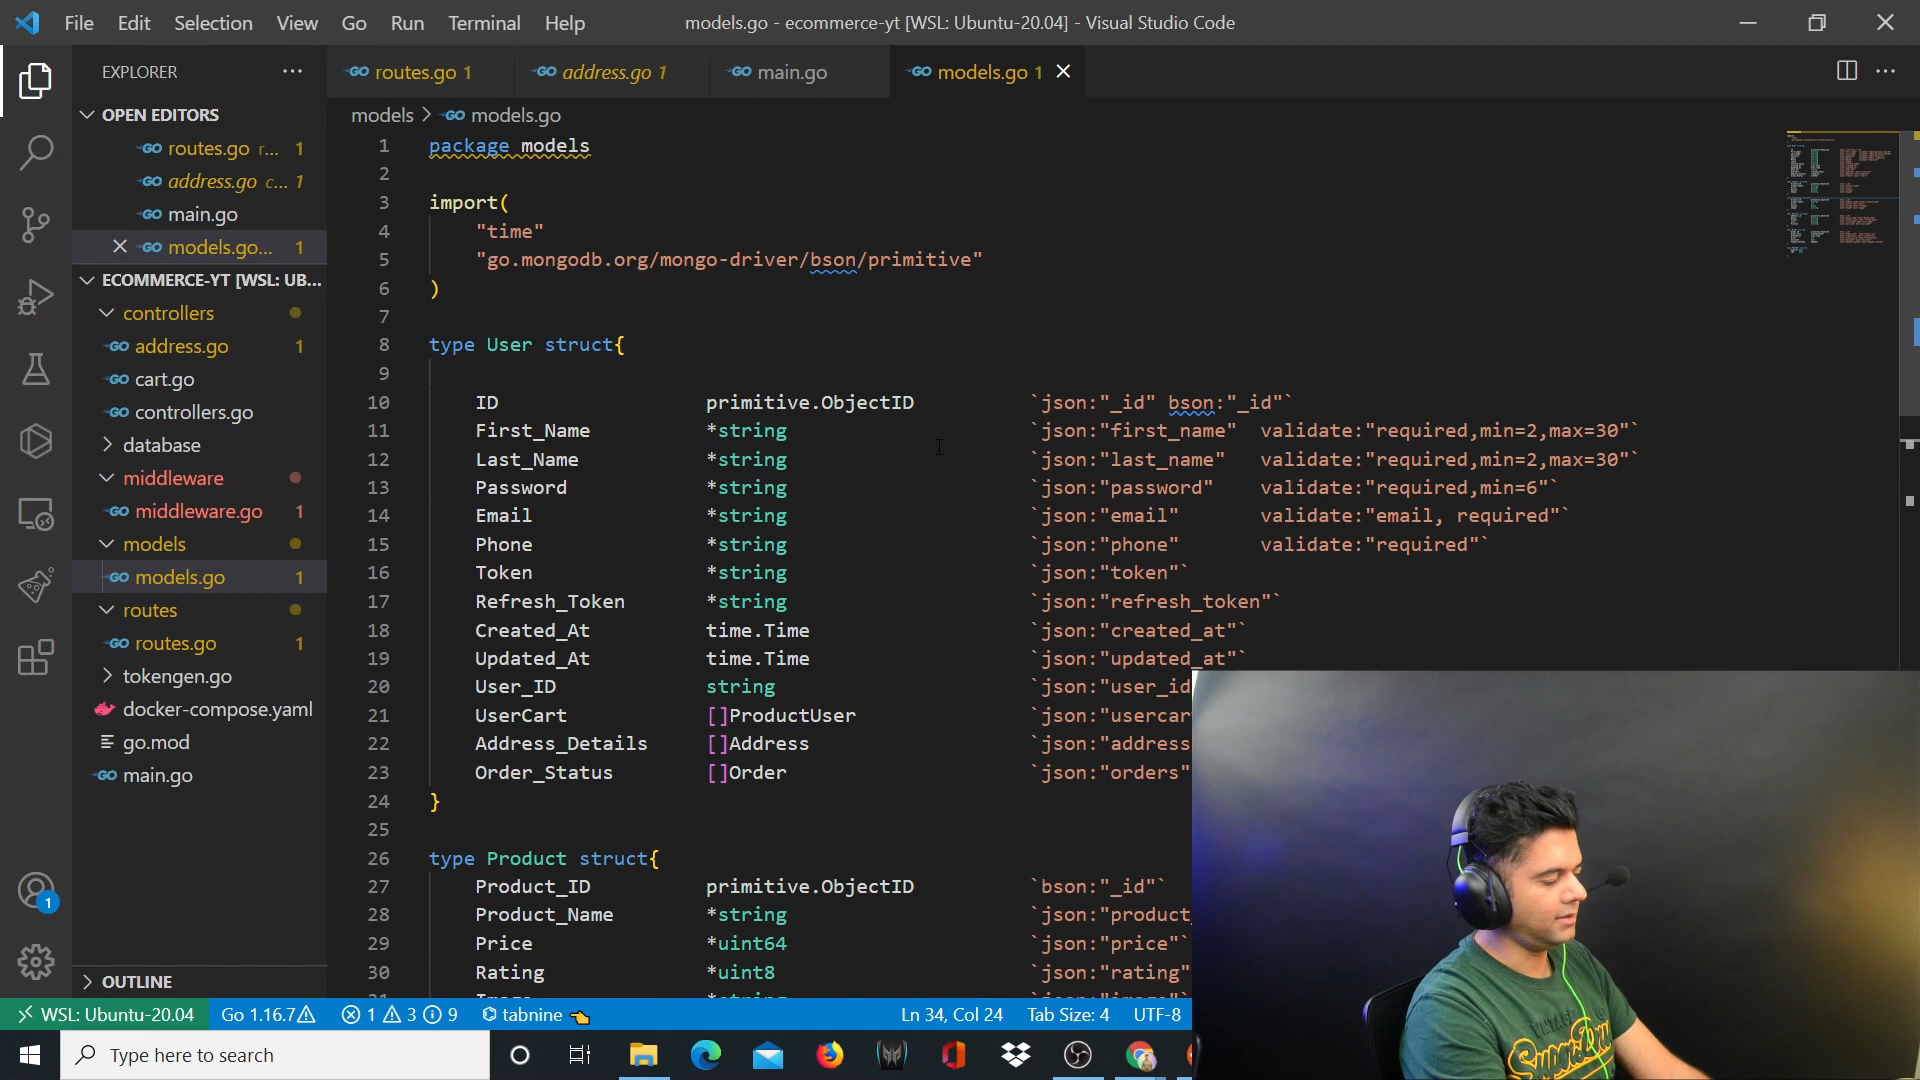 File Edit Selection View Go Run Terminal Help
models.go - ecommerce-yt [WSL: Ubuntu-20.04] - Visual Studio Code
EXPLORER
OPEN EDITORS
routes.go r... 1
address.go c... 1
main.go
models.go... 1
ECOMMERCE-YT [WSL: UB...
controllers
address.go 1
cart.go
controllers.go
database
middleware
middleware.go 1
models
models.go 1
routes
routes.go 1
tokengen.go
docker-compose.yaml
go.mod
main.go
OUTLINE
routes.go 1 address.go 1 main.go models.go 1
models > models.go
1 package models
2
3 import(
4 "time"
5 "go.mongodb.org/mongo-driver/bson/primitive"
6 )
7
8 type User struct{
9
10 ID primitive.ObjectID `json:"_id" bson:"_id"`
11 First_Name *string `json:"first_name" validate:"required,min=2,max=30"`
12 Last_Name *string `json:"last_name" validate:"required,min=2,max=30"`
13 Password *string `json:"password" validate:"required,min=6"`
14 Email *string `json:"email" validate:"email, required"`
15 Phone *string `json:"phone" validate:"required"`
16 Token *string `json:"token"`
17 Refresh_Token *string `json:"refresh_token"`
18 Created_At time.Time `json:"created_at"`
19 Updated_At time.Time `json:"updated_at"`
20 User_ID string `json:"user_id
21 UserCart []ProductUser `json:"usercar
22 Address_Details []Address `json:"address
23 Order_Status []Order `json:"orders"
24 }
25
26 type Product struct{
27 Product_ID primitive.ObjectID `bson:"_id"`
28 Product_Name *string `json:"product_
29 Price *uint64 `json:"price"`
30 Rating *uint8 `json:"rating"
1
WSL: Ubuntu-20.04 Go 1.16.7 1 3 9 tabnine Ln 34, Col 24 Tab Size: 4 UTF-8
Type here to search